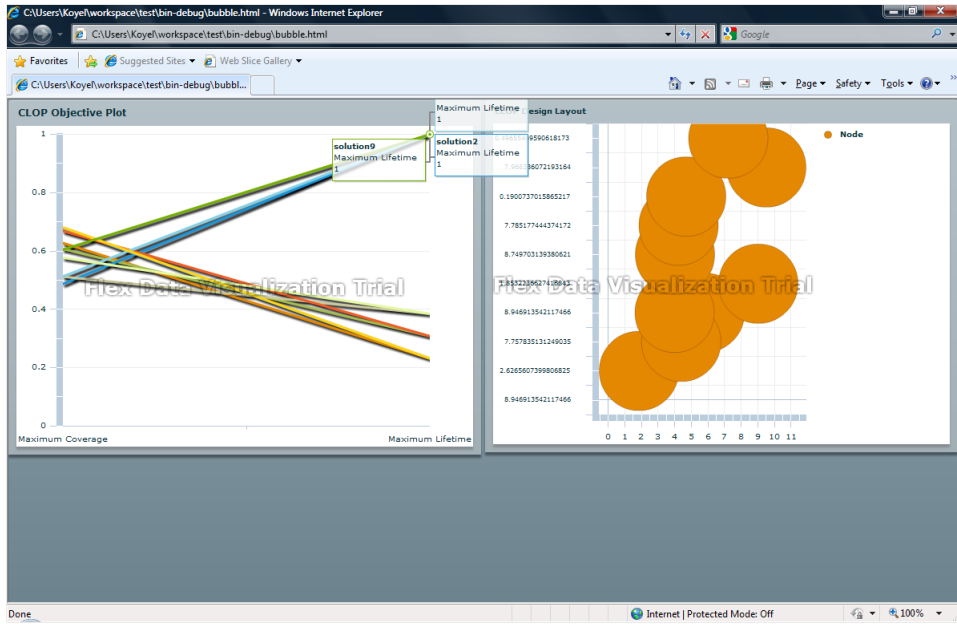 C:\Users\Koyel\workspace\test\bin-debug\bubble.html - Windows Internet Explorer
C:\Users\Koyel\workspace\test\bin-debug\bubble.html
Google
Favorites
Suggested Sites
Web Slice Gallery
C:\Users\Koyel\workspace\test\bin-debug\bubbl...
Page
Safety
Tools
»
CLOP Objective Plot
1
0.8
0.6
0.4
0.2
0
Maximum Coverage
Maximum Lifetime
solution9
Maximum Lifetime
1
Maximum Lifetime
1
solution2
Maximum Lifetime
1
Flex Data Visualization Trial
Design Layout
0.1900737015865217
7.785177444374172
8.749703139380621
8.946913542117466
7.757835131249035
2.6265607399806825
8.946913542117466
0 1 2 3 4 5 6 7 8 9 10 11
Node
Flex Data Visualization Trial
Done
Internet | Protected Mode: Off
100%